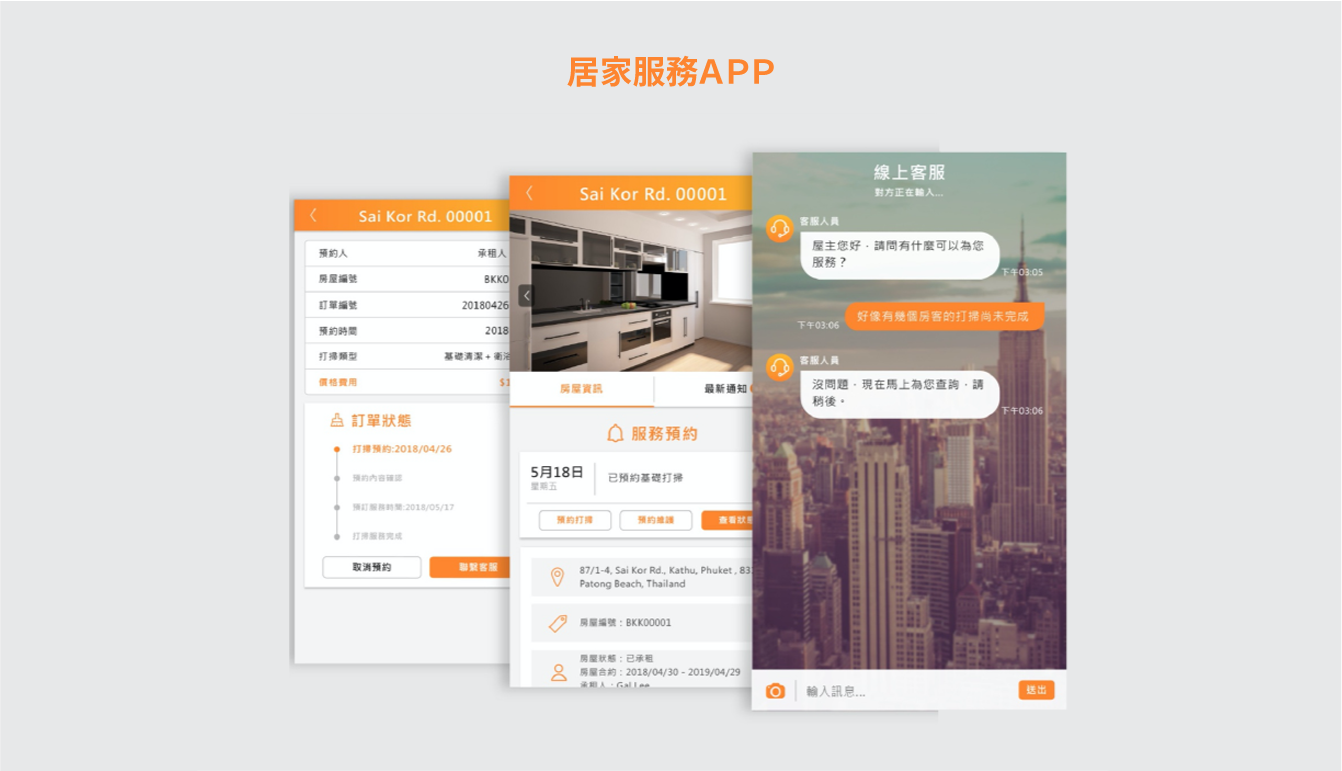 居家服務APP
Sai Kor Rd. 00001
預約人 承租人
房屋編號 BKK0
訂單編號 20180426
預約時間 2018
打掃類型 基礎清潔+衛浴
價格費用 $1
訂單狀態
打掃預約:2018/04/26
預約內容確認
預訂服務時間:2018/05/17
打掃服務完成
取消預約 聯繫客服
Sai Kor Rd. 00001
房屋資訊 最新通知
服務預約
5月18日
星期五
已預約基礎打掃
預約打掃 預約維護 查看狀態
87/1-4, Sai Kor Rd., Kathu, Phuket , 83
Patong Beach, Thailand
房屋編號：BKK00001
房屋狀態：已承租
房屋合約：2018/04/30 - 2019/04/29
承租人：Gal Lee
線上客服
對方正在輸入...
客服人員
屋主您好，請問有什麼可以為您
服務？
下午03:05
好像有幾個房客的打掃尚未完成
下午03:06
客服人員
沒問題，現在馬上為您查詢，請
稍後。
下午03:06
輸入訊息... 送出